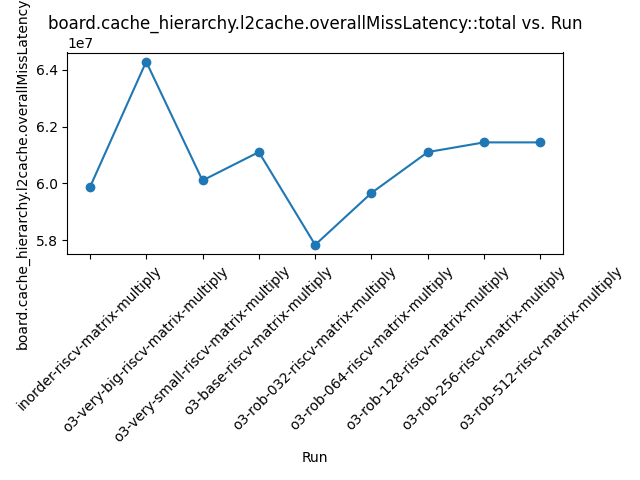 board.cache_hierarchy.l2cache.overallMissLatency::total vs. Run
1e7
6.4
6.2
6.0
5.8
board.cache_hierarchy.l2cache.overallMissLatency
inorder-riscv-matrix-multiply
o3-very-big-riscv-matrix-multiply
o3-very-small-riscv-matrix-multiply
o3-base-riscv-matrix-multiply
o3-rob-032-riscv-matrix-multiply
o3-rob-064-riscv-matrix-multiply
o3-rob-128-riscv-matrix-multiply
o3-rob-256-riscv-matrix-multiply
o3-rob-512-riscv-matrix-multiply
Run